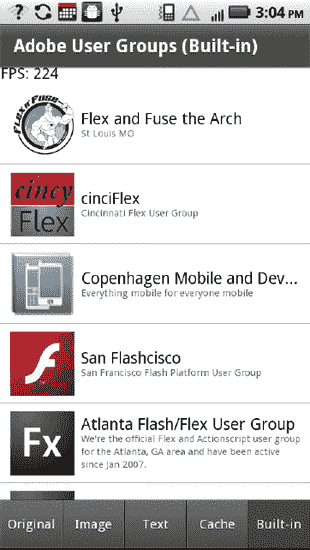 3:04 PM
Adobe User Groups (Built-in)
FPS: 224
Flex and Fuse the Arch
St Louis MO
cincy
Flex
cinciFlex
Cincinnati Flex User Group
Copenhagen Mobile and Dev...
Everything mobile for everyone mobile
San Flashcisco
San Francisco Flash Platform User Group
Fx
Atlanta Flash/Flex User Group
We're the official Flex and Actionscript user group
for the Atlanta, GA area and have been active
since Jan 2007.
Original
Image
Text
Cache
Built-in